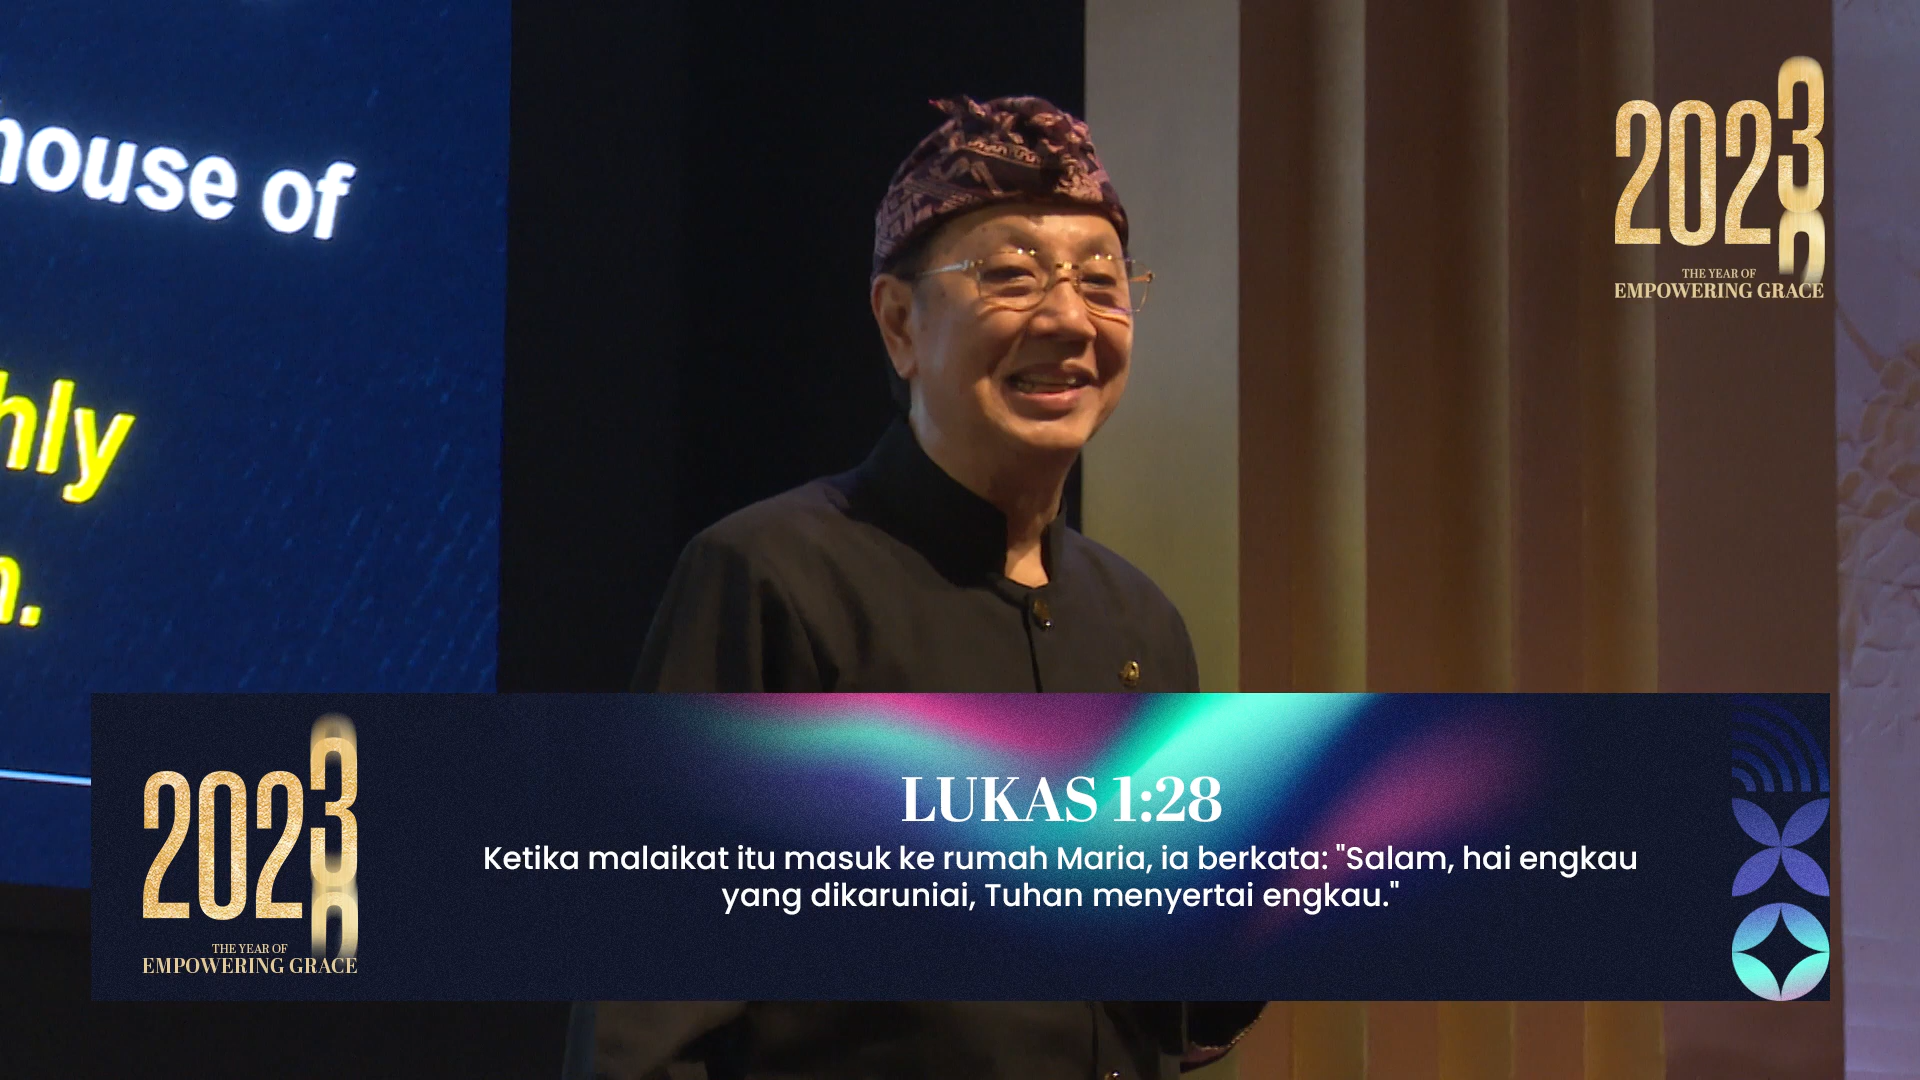 house of
hly
2023
THE YEAR OF
EMPOWERING GRACE
2023
THE YEAR OF
EMPOWERING GRACE
LUKAS 1:28
Ketika malaikat itu masuk ke rumah Maria, ia berkata: "Salam, hai engkau
yang dikaruniai, Tuhan menyertai engkau."